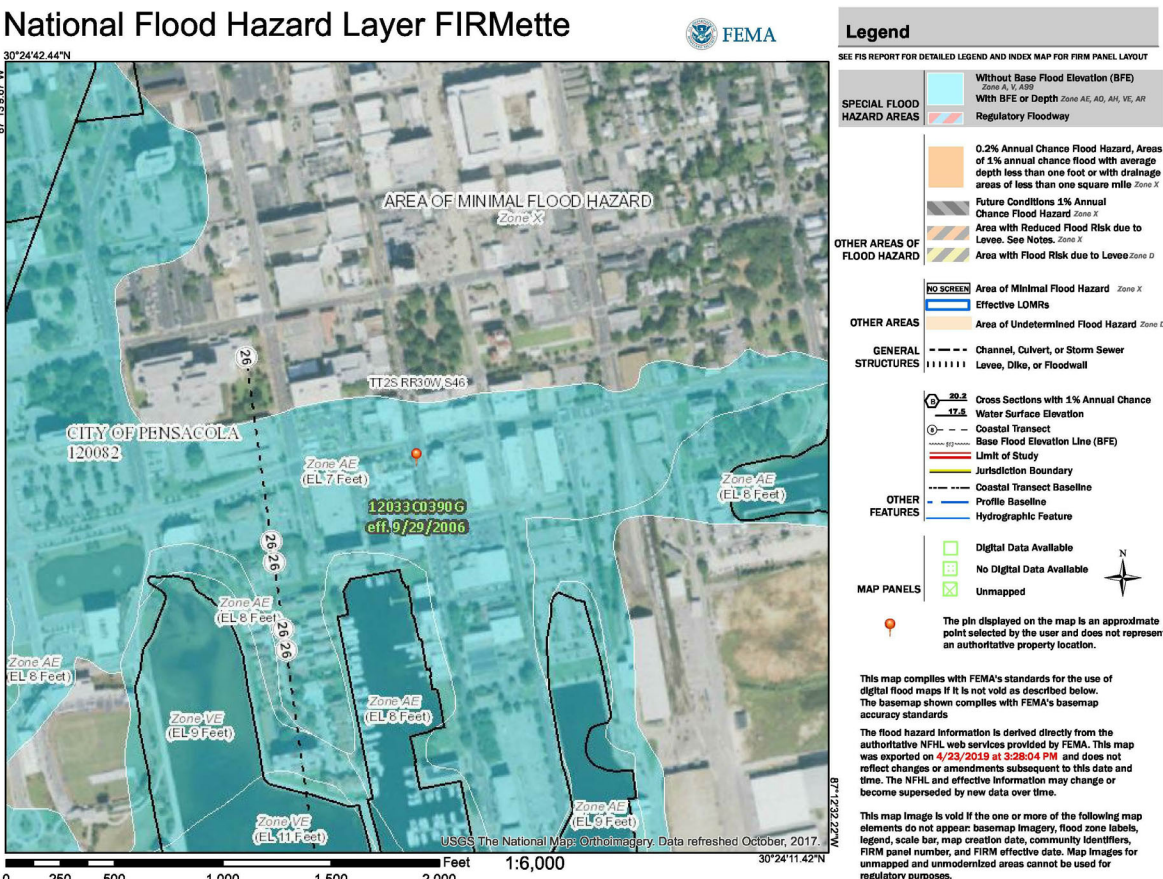 National Flood Hazard Layer FIRMette
FEMA
30°24'42.44"N
AREA OF MINIMAL FLOOD HAZARD
Zone X
26
TT2S RR30W S46
CITY OF PENSACOLA
120082
Zone AE
(EL 7 Feet)
Zone AE
(EL 8 Feet)
12033C0390G
eff. 9/29/2006
26
26
Zone AE
(EL 8 Feet)
26
26
Zone AE
(EL 8 Feet)
Zone VE
(EL 9 Feet)
Zone AE
(EL 8 Feet)
Zone VE
(EL 11 Feet)
Zone AE
(EL 9 Feet)
USGS The National Map: Orthoimagery. Data refreshed October, 2017.
87°12'32.22"W
30°24'11.42"N
Feet
1:6,000
0 250 500 1,000 1,500 2,000
Legend
SEE FIS REPORT FOR DETAILED LEGEND AND INDEX MAP FOR FIRM PANEL LAYOUT
SPECIAL FLOOD
HAZARD AREAS
Without Base Flood Elevation (BFE)
Zone A, V, A99
With BFE or Depth Zone AE, AO, AH, VE, AR
Regulatory Floodway
0.2% Annual Chance Flood Hazard, Areas
of 1% annual chance flood with average
depth less than one foot or with drainage
areas of less than one square mile Zone X
Future Conditions 1% Annual
Chance Flood Hazard Zone X
Area with Reduced Flood Risk due to
Levee. See Notes. Zone X
Area with Flood Risk due to Levee Zone D
OTHER AREAS OF
FLOOD HAZARD
NO SCREEN
Area of Minimal Flood Hazard Zone X
Effective LOMRs
OTHER AREAS
Area of Undetermined Flood Hazard Zone
GENERAL
STRUCTURES
Channel, Culvert, or Storm Sewer
Levee, Dike, or Floodwall
B 20.2
Cross Sections with 1% Annual Chance
17.5
Water Surface Elevation
8
Coastal Transect
513
Base Flood Elevation Line (BFE)
Limit of Study
Jurisdiction Boundary
Coastal Transect Baseline
OTHER
FEATURES
Profile Baseline
Hydrographic Feature
Digital Data Available
No Digital Data Available
MAP PANELS
Unmapped
N
The pin displayed on the map is an approximate
point selected by the user and does not represen
an authoritative property location.
This map complies with FEMA's standards for the use of
digital flood maps if it is not void as described below.
The basemap shown complies with FEMA's basemap
accuracy standards
The flood hazard information is derived directly from the
authoritative NFHL web services provided by FEMA. This map
was exported on 4/23/2019 at 3:28:04 PM and does not
reflect changes or amendments subsequent to this date and
time. The NFHL and effective information may change or
become superseded by new data over time.
This map image is void if the one or more of the following map
elements do not appear: basemap imagery, flood zone labels,
legend, scale bar, map creation date, community identifiers,
FIRM panel number, and FIRM effective date. Map images for
unmapped and unmodernized areas cannot be used for
regulatory purposes.